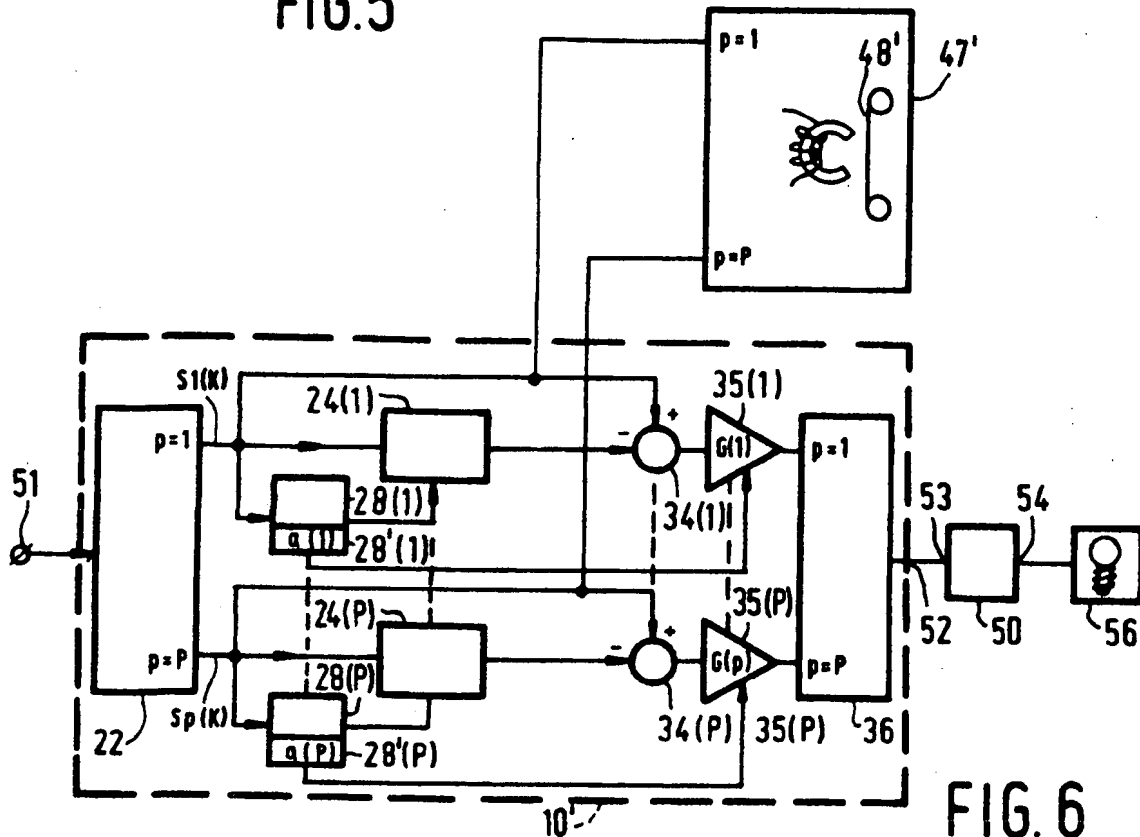 FIG.5
p=1
48'
47'
p=P
S1(K)
24(1)
35(1)
p=1
+
-
G(1)
p=1
51
28(1)
34(1)
53
54
a(1)
28'(1)
24(P)
35(P)
+
-
G(p)
52
50
56
p=P
p=P
28(P)
Sp(K)
22
34(P)
35(P)
36
a(P)
28'(P)
10'
FIG.6